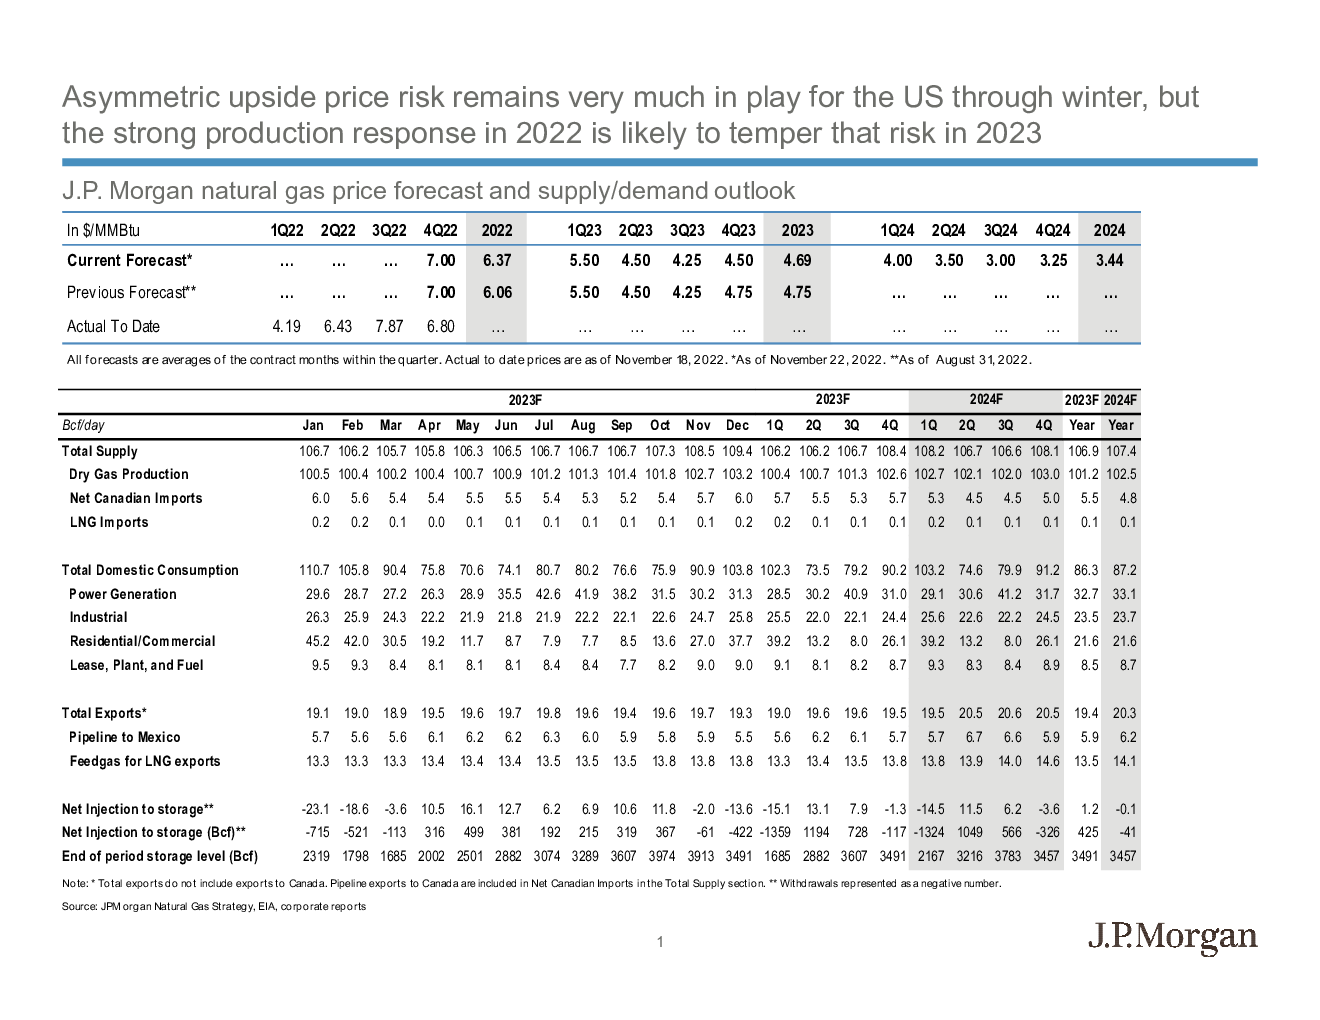 Asymmetric upside price risk remains very much in play for the US through winter, but
the strong production response in 2022 is likely to temper that risk in 2023
J.P. Morgan natural gas price forecast and supply/demand outlook
In $/MMBtu 1Q22 2Q22 3Q22 4Q22 2022 1Q23 2Q23 3Q23 4Q23 2023 1Q24 2Q24 3Q24 4Q24 2024
Current Forecast* ... ... ... 7.00 6.37 5.50 4.50 4.25 4.50 4.69 4.00 3.50 3.00 3.25 3.44
Previous Forecast** ... ... ... 7.00 6.06 5.50 4.50 4.25 4.75 4.75 ... ... ... ... ...
Actual To Date 4.19 6.43 7.87 6.80 ... ... ... ... ... ... ... ... ... ... ...
All forecasts are averages of the contract months within the quarter. Actual to date prices are as of November 18, 2022. *As of November 22, 2022. **As of August 31, 2022.
2023F 2023F 2024F 2023F 2024F
Bcf/day Jan Feb Mar Apr May Jun Jul Aug Sep Oct Nov Dec 1Q 2Q 3Q 4Q 1Q 2Q 3Q 4Q Year Year
Total Supply 106.7 106.2 105.7 105.8 106.3 106.5 106.7 106.7 106.7 107.3 108.5 109.4 106.2 106.2 106.7 108.4 108.2 106.7 106.6 108.1 106.9 107.4
Dry Gas Production 100.5 100.4 100.2 100.4 100.7 100.9 101.2 101.3 101.4 101.8 102.7 103.2 100.4 100.7 101.3 102.6 102.7 102.1 102.0 103.0 101.2 102.5
Net Canadian Imports 6.0 5.6 5.4 5.4 5.5 5.5 5.4 5.3 5.2 5.4 5.7 6.0 5.7 5.5 5.3 5.7 5.3 4.5 4.5 5.0 5.5 4.8
LNG Imports 0.2 0.2 0.1 0.0 0.1 0.1 0.1 0.1 0.1 0.1 0.1 0.2 0.2 0.1 0.1 0.1 0.2 0.1 0.1 0.1 0.1 0.1
Total Domestic Consumption 110.7 105.8 90.4 75.8 70.6 74.1 80.7 80.2 76.6 75.9 90.9 103.8 102.3 73.5 79.2 90.2 103.2 74.6 79.9 91.2 86.3 87.2
Power Generation 29.6 28.7 27.2 26.3 28.9 35.5 42.6 41.9 38.2 31.5 30.2 31.3 28.5 30.2 40.9 31.0 29.1 30.6 41.2 31.7 32.7 33.1
Industrial 26.3 25.9 24.3 22.2 21.9 21.8 21.9 22.2 22.1 22.6 24.7 25.8 25.5 22.0 22.1 24.4 25.6 22.6 22.2 24.5 23.5 23.7
Residential/Commercial 45.2 42.0 30.5 19.2 11.7 8.7 7.9 7.7 8.5 13.6 27.0 37.7 39.2 13.2 8.0 26.1 39.2 13.2 8.0 26.1 21.6 21.6
Lease, Plant, and Fuel 9.5 9.3 8.4 8.1 8.1 8.1 8.4 8.4 7.7 8.2 9.0 9.0 9.1 8.1 8.2 8.7 9.3 8.3 8.4 8.9 8.5 8.7
Total Exports* 19.1 19.0 18.9 19.5 19.6 19.7 19.8 19.6 19.4 19.6 19.7 19.3 19.0 19.6 19.6 19.5 19.5 20.5 20.6 20.5 19.4 20.3
Pipeline to Mexico 5.7 5.6 5.6 6.1 6.2 6.2 6.3 6.0 5.9 5.8 5.9 5.5 5.6 6.2 6.1 5.7 5.7 6.7 6.6 5.9 5.9 6.2
Feedgas for LNG exports 13.3 13.3 13.3 13.4 13.4 13.4 13.5 13.5 13.5 13.8 13.8 13.8 13.3 13.4 13.5 13.8 13.8 13.9 14.0 14.6 13.5 14.1
Net Injection to storage** -23.1 -18.6 -3.6 10.5 16.1 12.7 6.2 6.9 10.6 11.8 -2.0 -13.6 -15.1 13.1 7.9 -1.3 -14.5 11.5 6.2 -3.6 1.2 -0.1
Net Injection to storage (Bcf)** -715 -521 -113 316 499 381 192 215 319 367 -61 -422 -1359 1194 728 -117 -1324 1049 566 -326 425 -41
End of period storage level (Bcf) 2319 1798 1685 2002 2501 2882 3074 3289 3607 3974 3913 3491 1685 2882 3607 3491 2167 3216 3783 3457 3491 3457
Note: * Total exports do not include exports to Canada. Pipeline exports to Canada are included in Net Canadian Imports in the Total Supply section. ** Withdrawals represented as a negative number.
Source: JPMorgan Natural Gas Strategy, EIA, corporate reports
1
J.P.Morgan